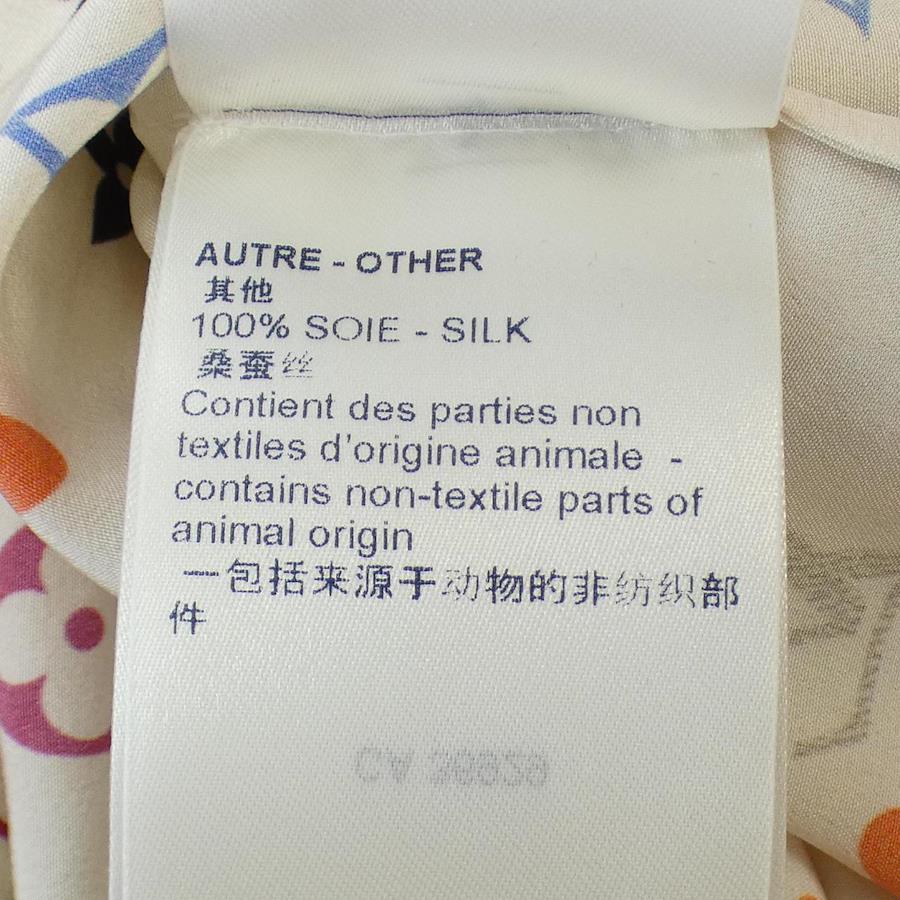 AUTRE - OTHER
其他
100% SOIE - SILK
桑蚕丝
Contient des parties non
textiles d'origine animale -
contains non-textile parts of
animal origin
一包括来源于动物的非纺织部
件
CA 36929